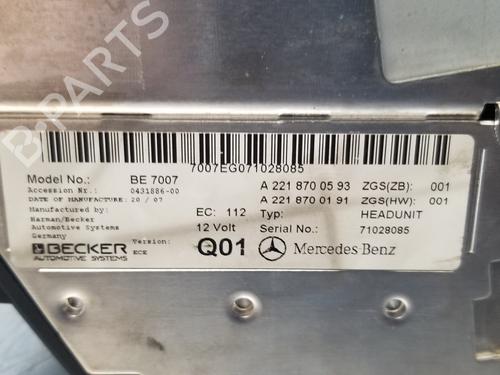 7007EG071028085
Model No.: BE 7007 A 221 870 05 93 ZGS(ZB): 001
Accession Nr.: 0431886-00 A 221 870 01 91 ZGS(HW): 001
DATE OF MANUFACTURE: 20 / 07
Manufactured by: EC: 112 Typ: HEADUNIT
Harman/Becker
Automotive Systems 12 Volt Serial No.: 71028085
Germany
BECKER Version: Q01 Mercedes-Benz
AUTOMOTIVE SYSTEMS ECE
B-PARTS